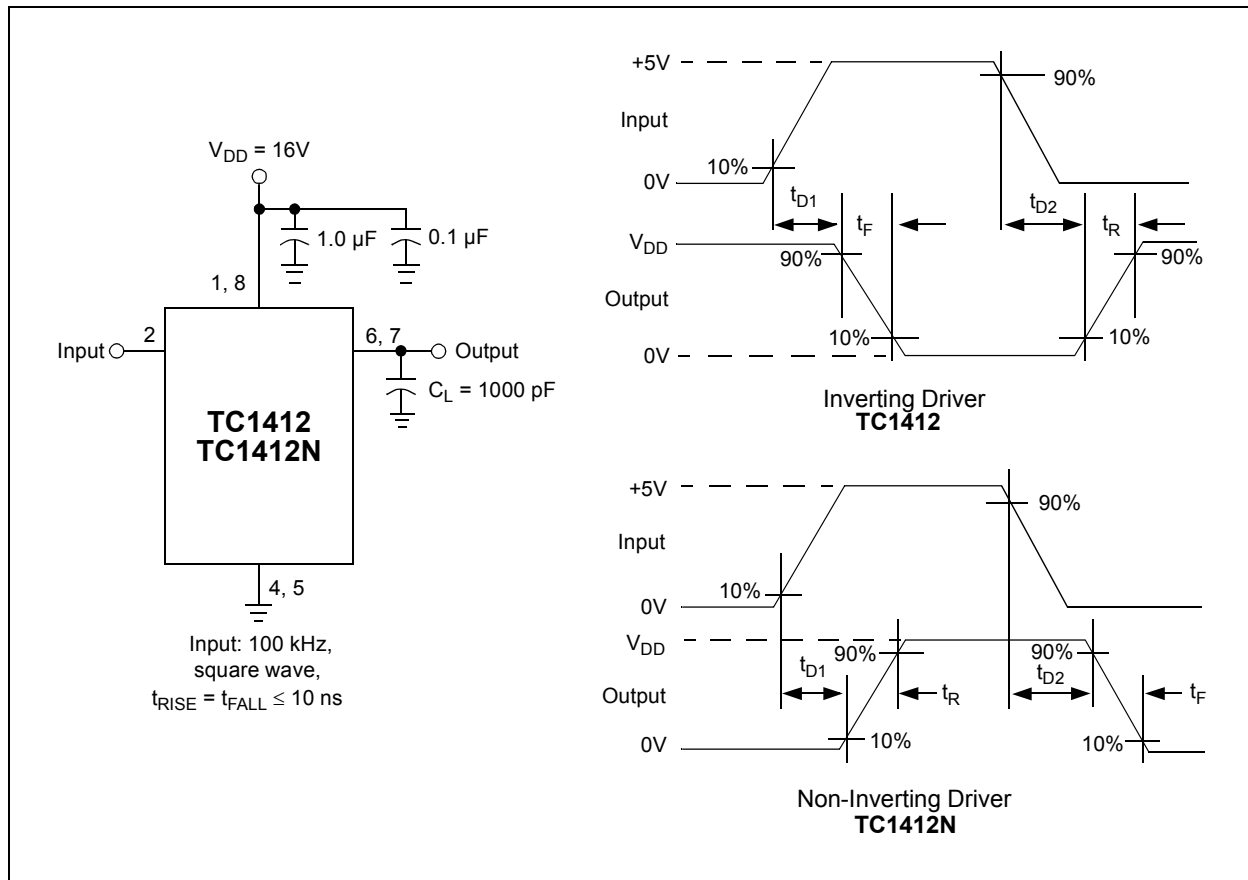 V_DD = 16V
1.0 µF
0.1 µF
1, 8
2
Input
6, 7
Output
C_L = 1000 pF
TC1412
TC1412N
4, 5
Input: 100 kHz,
square wave,
t_RISE = t_FALL ≤ 10 ns
+5V
90%
Input
10%
0V
t_D1
t_F
t_D2
t_R
V_DD
90%
90%
Output
10%
10%
0V
Inverting Driver
TC1412
+5V
90%
Input
10%
0V
V_DD
90%
90%
t_D1
t_R
t_D2
t_F
Output
10%
10%
0V
Non-Inverting Driver
TC1412N